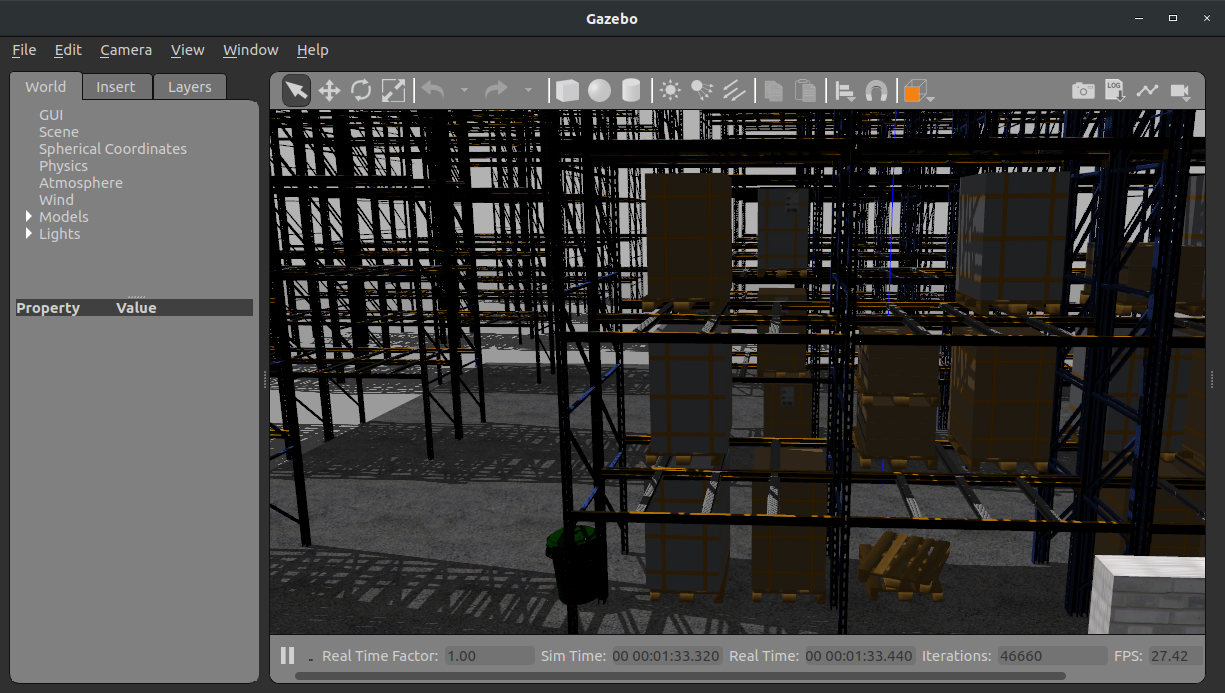 Gazebo
File Edit Camera View Window Help
World Insert Layers
LOG
GUI
Scene
Spherical Coordinates
Physics
Atmosphere
Wind
Models
Lights
Property Value
Real Time Factor: 1.00 Sim Time: 00 00:01:33.320 Real Time: 00 00:01:33.440 Iterations: 46660 FPS: 27.42